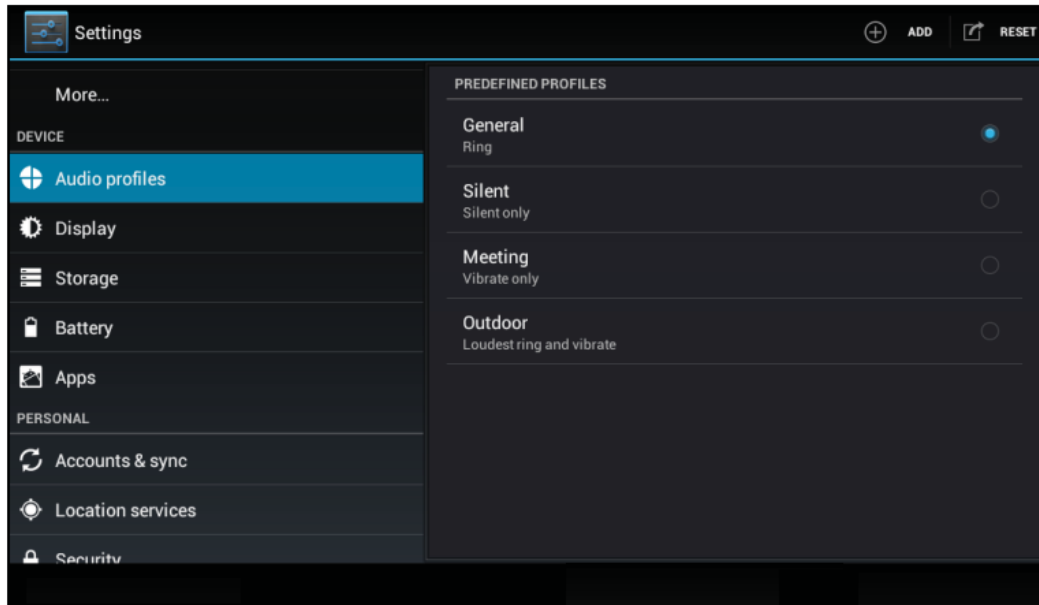 Settings
ADD
RESET
More...
DEVICE
Audio profiles
Display
Storage
Battery
Apps
PERSONAL
Accounts & sync
Location services
Security
PREDEFINED PROFILES
General
Ring
Silent
Silent only
Meeting
Vibrate only
Outdoor
Loudest ring and vibrate